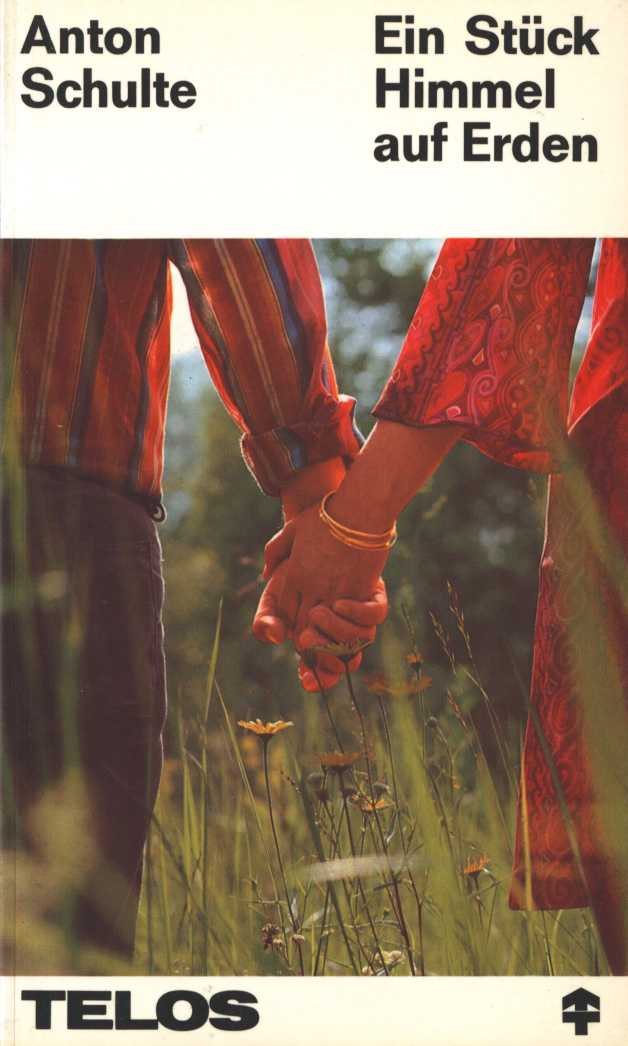 Anton
Schulte
Ein Stück
Himmel
auf Erden
TELOS